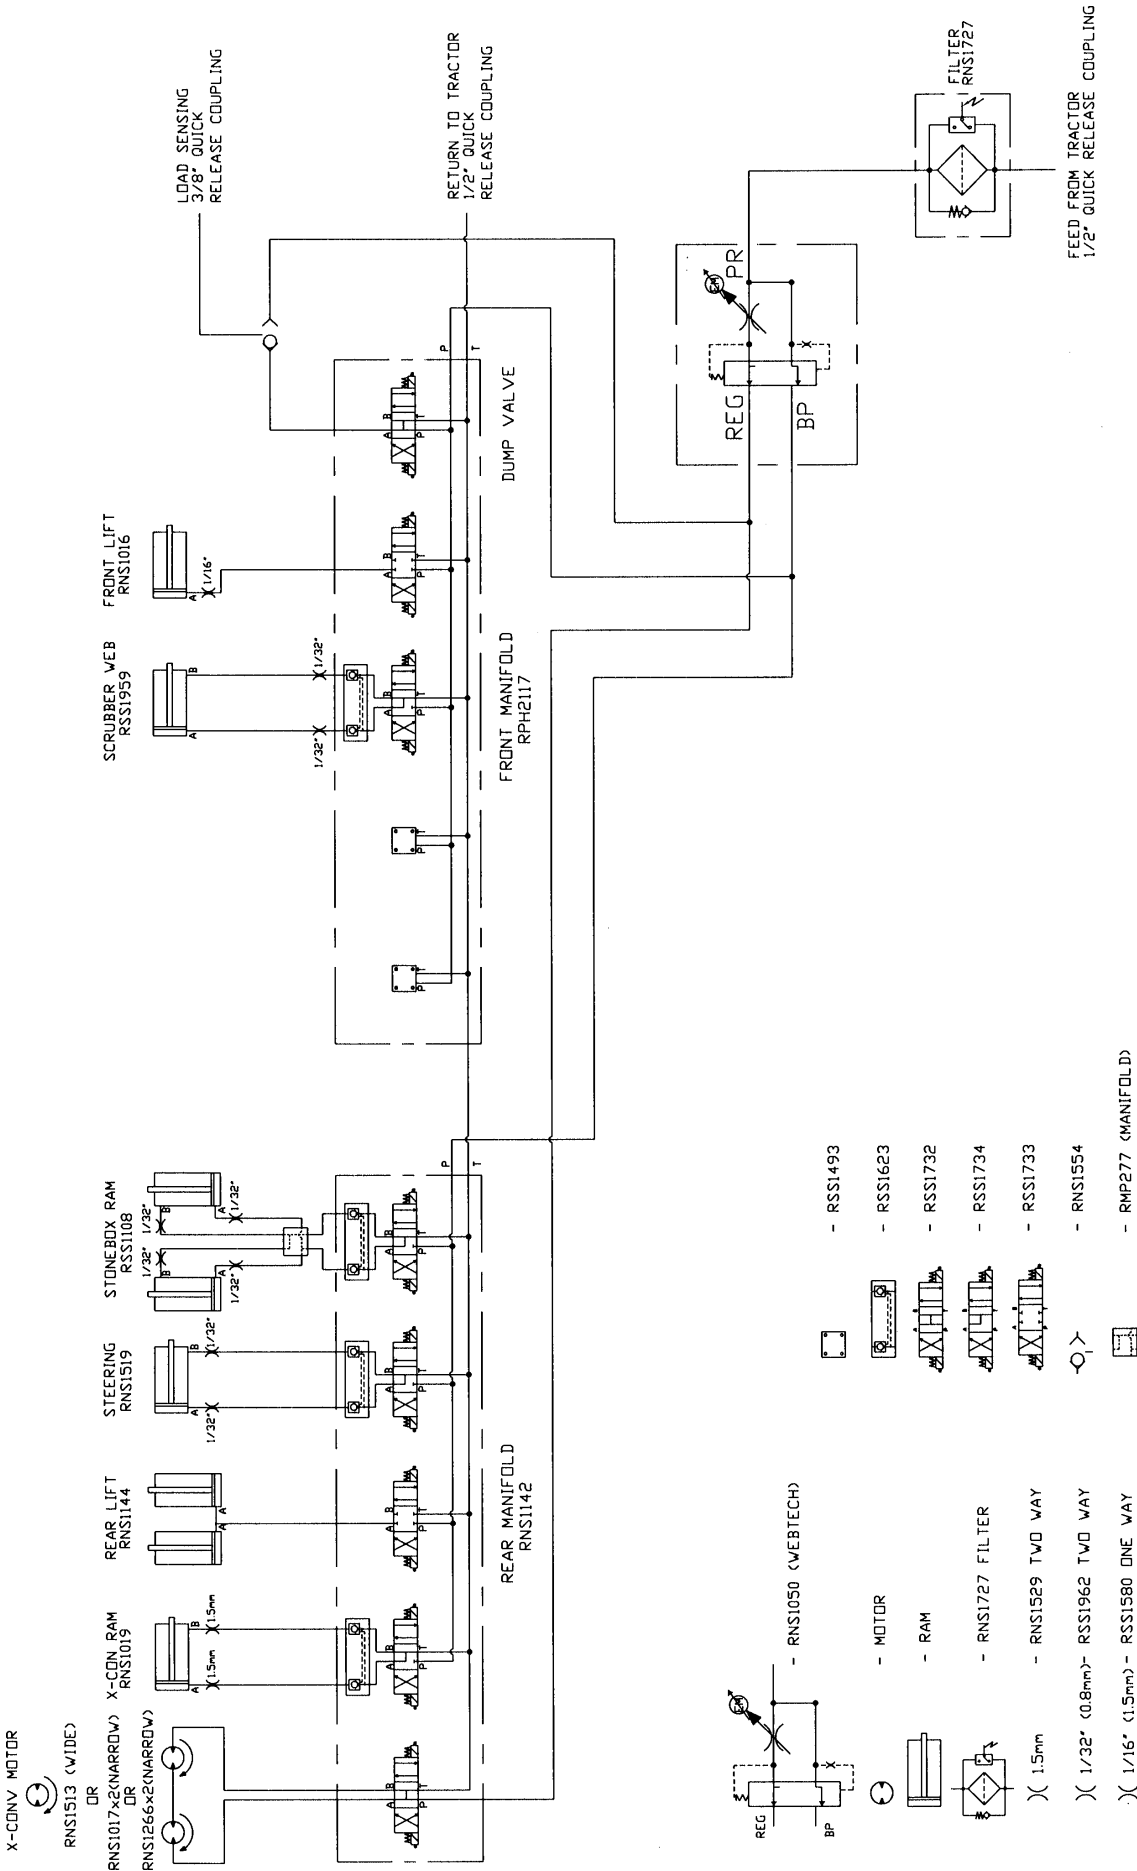 LOAD SENSING
3/8" QUICK
RELEASE COUPLING
RETURN TO TRACTOR
1/2" QUICK
RELEASE COUPLING
FILTER
RNS1727
FEED FROM TRACTOR
1/2" QUICK RELEASE COUPLING
PR
EM
REG
BP
P
T
DUMP VALVE
A
B
P
T
FRONT LIFT
RNS1016
A
1/16"
A
B
P
T
SCRUBBER WEB
RSS1959
A
B
1/32"
1/32"
A
B
P
T
FRONT MANIFOLD
RPH2117
P
T
P
T
STONEBOX RAM
RSS1108
1/32"
1/32"
B
B
A
A
1/32"
1/32"
A
B
P
T
P
T
STEERING
RNS1519
A
B
1/32"
1/32"
A
B
P
T
REAR LIFT
RNS1144
A
A
A
B
P
T
REAR MANIFOLD
RNS1142
X-CON RAM
RNS1019
A
B
1.5mm
1.5mm
A
B
P
T
X-CONV MOTOR
RNS1513 (WIDE)
OR
RNS1017x2(NARROW)
OR
RNS1266x2(NARROW)
A
B
P
T
EM
REG
BP
- RNS1050 (WEBTECH)
- MOTOR
- RAM
- RNS1727 FILTER
1.5mm - RNS1529 TWO WAY
1/32" (0.8mm)- RSS1962 TWO WAY
1/16" (1.5mm) - RSS1580 ONE WAY
- RSS1493
- RSS1623
A B
P T
- RSS1732
A B
P T
- RSS1734
A B
P T
- RSS1733
- RNS1554
- RMP277 (MANIFOLD)